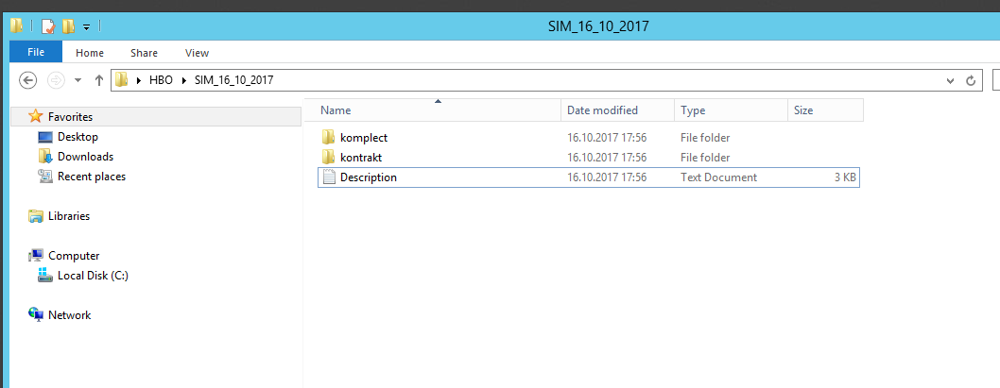 SIM_16_10_2017
File Home Share View
HBO SIM_16_10_2017
Name Date modified Type Size
Favorites
Desktop
Downloads
Recent places
Libraries
Computer
Local Disk (C:)
Network
komplect 16.10.2017 17:56 File folder
kontrakt 16.10.2017 17:56 File folder
Description 16.10.2017 17:56 Text Document 3 KB